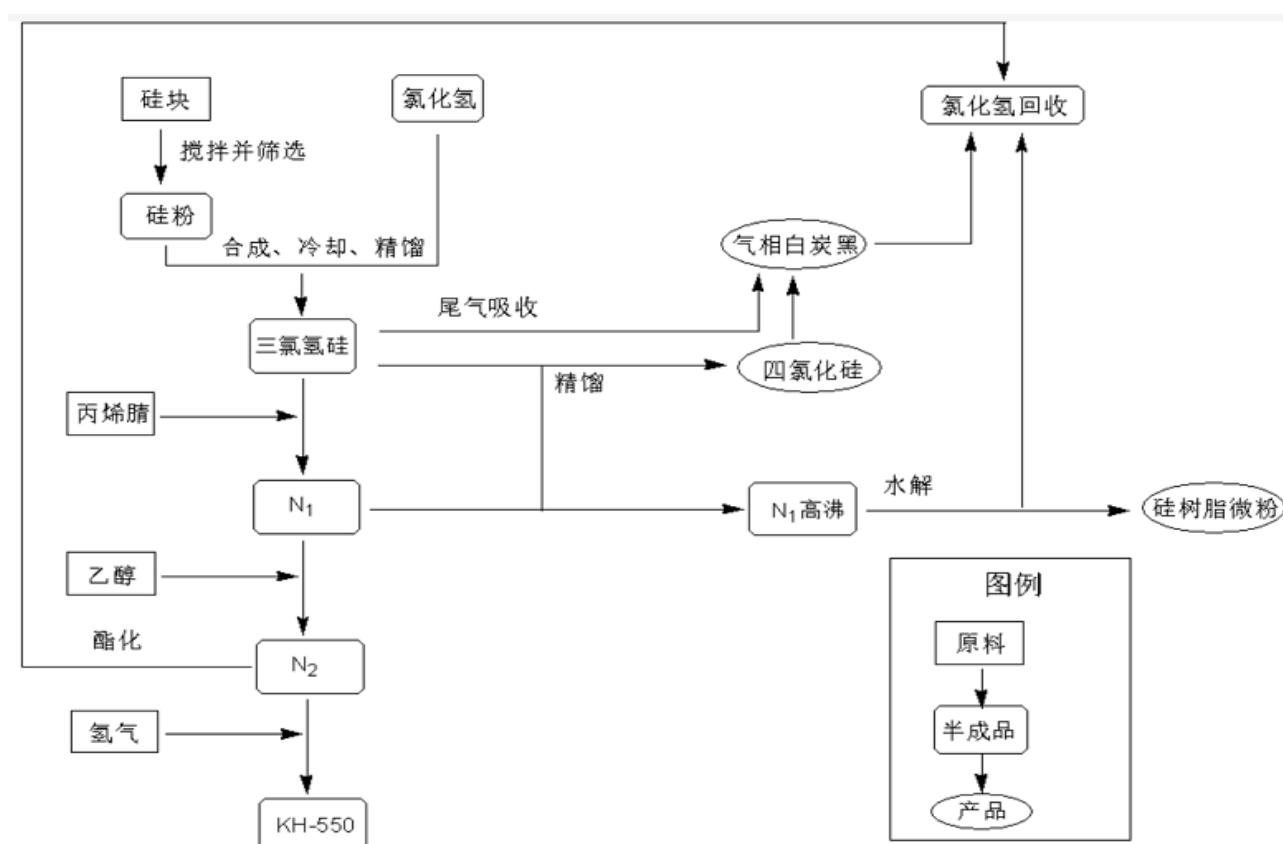 硅块
氯化氢
氯化氢回收
搅拌并筛选
硅粉
合成、冷却、精馏
气相白炭黑
尾气吸收
三氯氢硅
四氯化硅
精馏
丙烯腈
N1
N1高沸
水解
硅树脂微粉
乙醇
图例
酯化
原料
N2
氢气
半成品
产品
KH-550